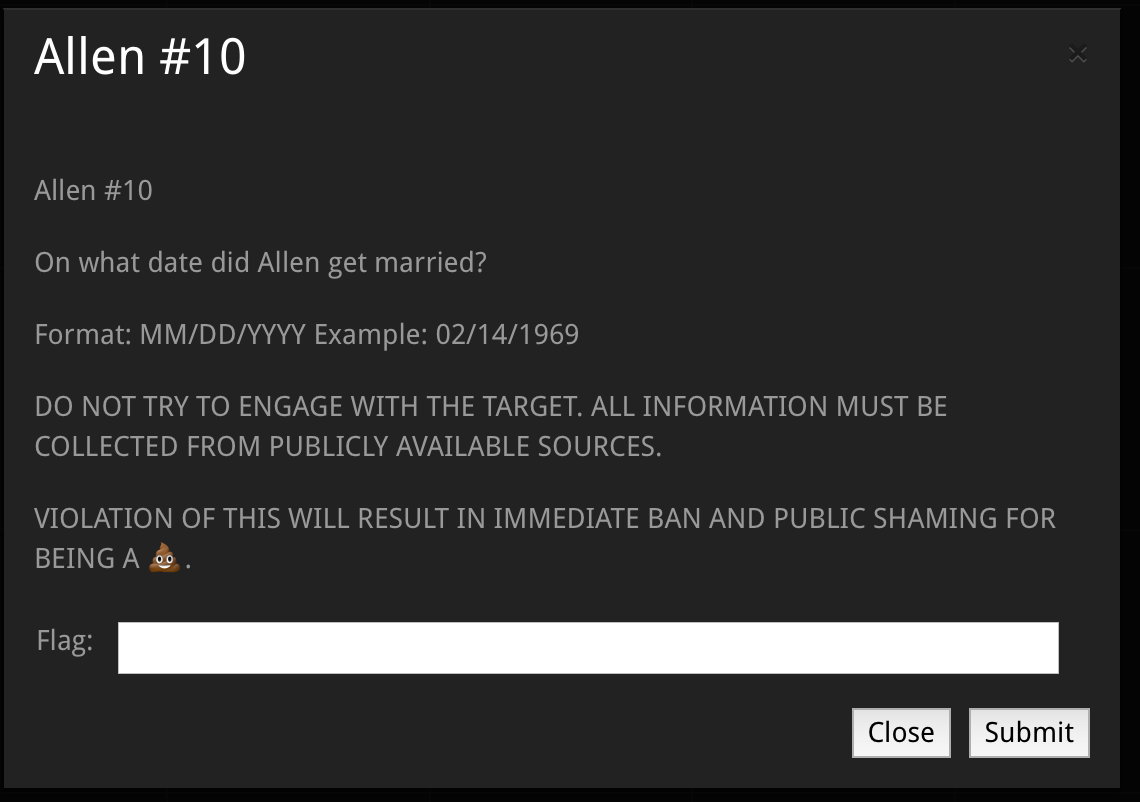 Allen #10
×
Allen #10
On what date did Allen get married?
Format: MM/DD/YYYY Example: 02/14/1969
DO NOT TRY TO ENGAGE WITH THE TARGET. ALL INFORMATION MUST BE
COLLECTED FROM PUBLICLY AVAILABLE SOURCES.
VIOLATION OF THIS WILL RESULT IN IMMEDIATE BAN AND PUBLIC SHAMING FOR
BEING A 💩.
Flag:
Close Submit